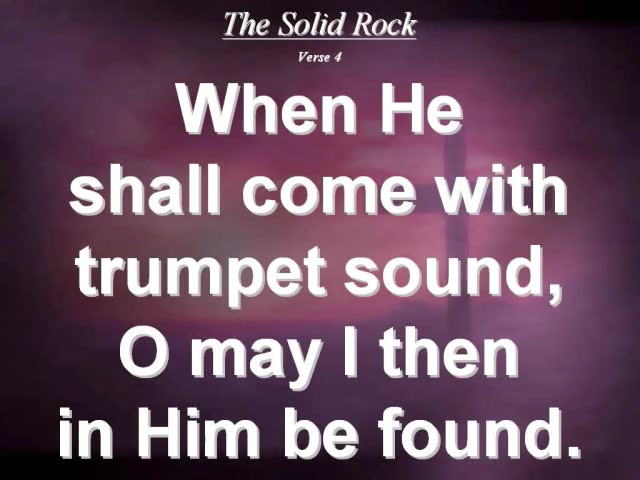 The Solid Rock
Verse 4
When He
shall come with
trumpet sound,
O may I then
in Him be found.